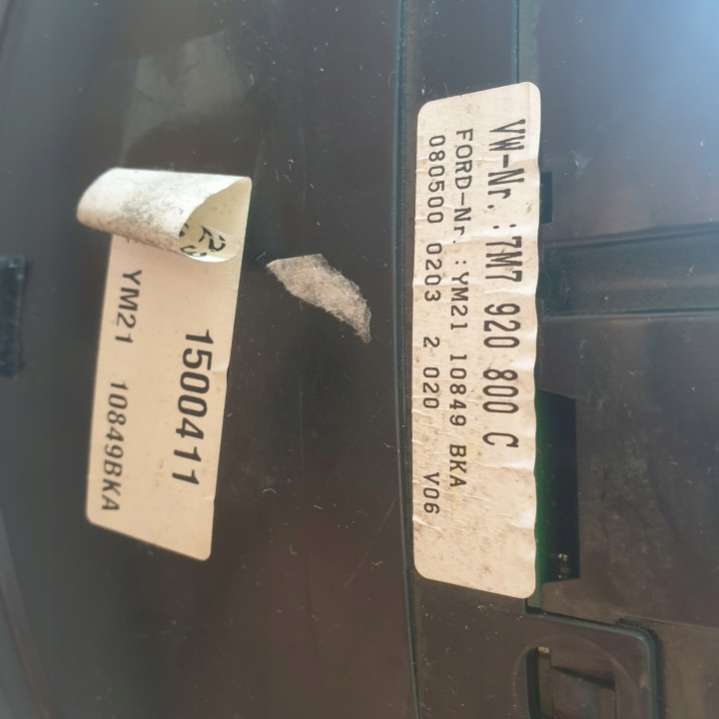 1500411
YM21 10849BKA
VW-Nr.:7M7 920 800 C
FORD-Nr.:YM21 10849 BKA
080500 0203 2 020 V06